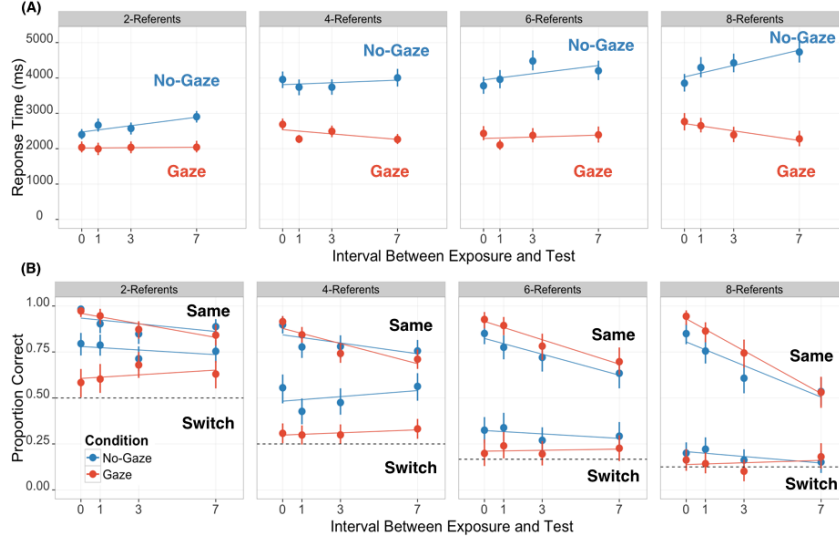 (A)
2-Referents 4-Referents 6-Referents 8-Referents
Reponse Time (ms)
5000
4000
3000
2000
1000
0
No-Gaze No-Gaze No-Gaze No-Gaze
Gaze Gaze Gaze Gaze
0 1 3 7 0 1 3 7 0 1 3 7 0 1 3 7
Interval Between Exposure and Test
(B)
2-Referents 4-Referents 6-Referents 8-Referents
Proportion Correct
1.00
0.75
0.50
0.25
0.00
Same Same Same Same
Switch Switch Switch Switch
Condition
No-Gaze
Gaze
0 1 3 7 0 1 3 7 0 1 3 7 0 1 3 7
Interval Between Exposure and Test